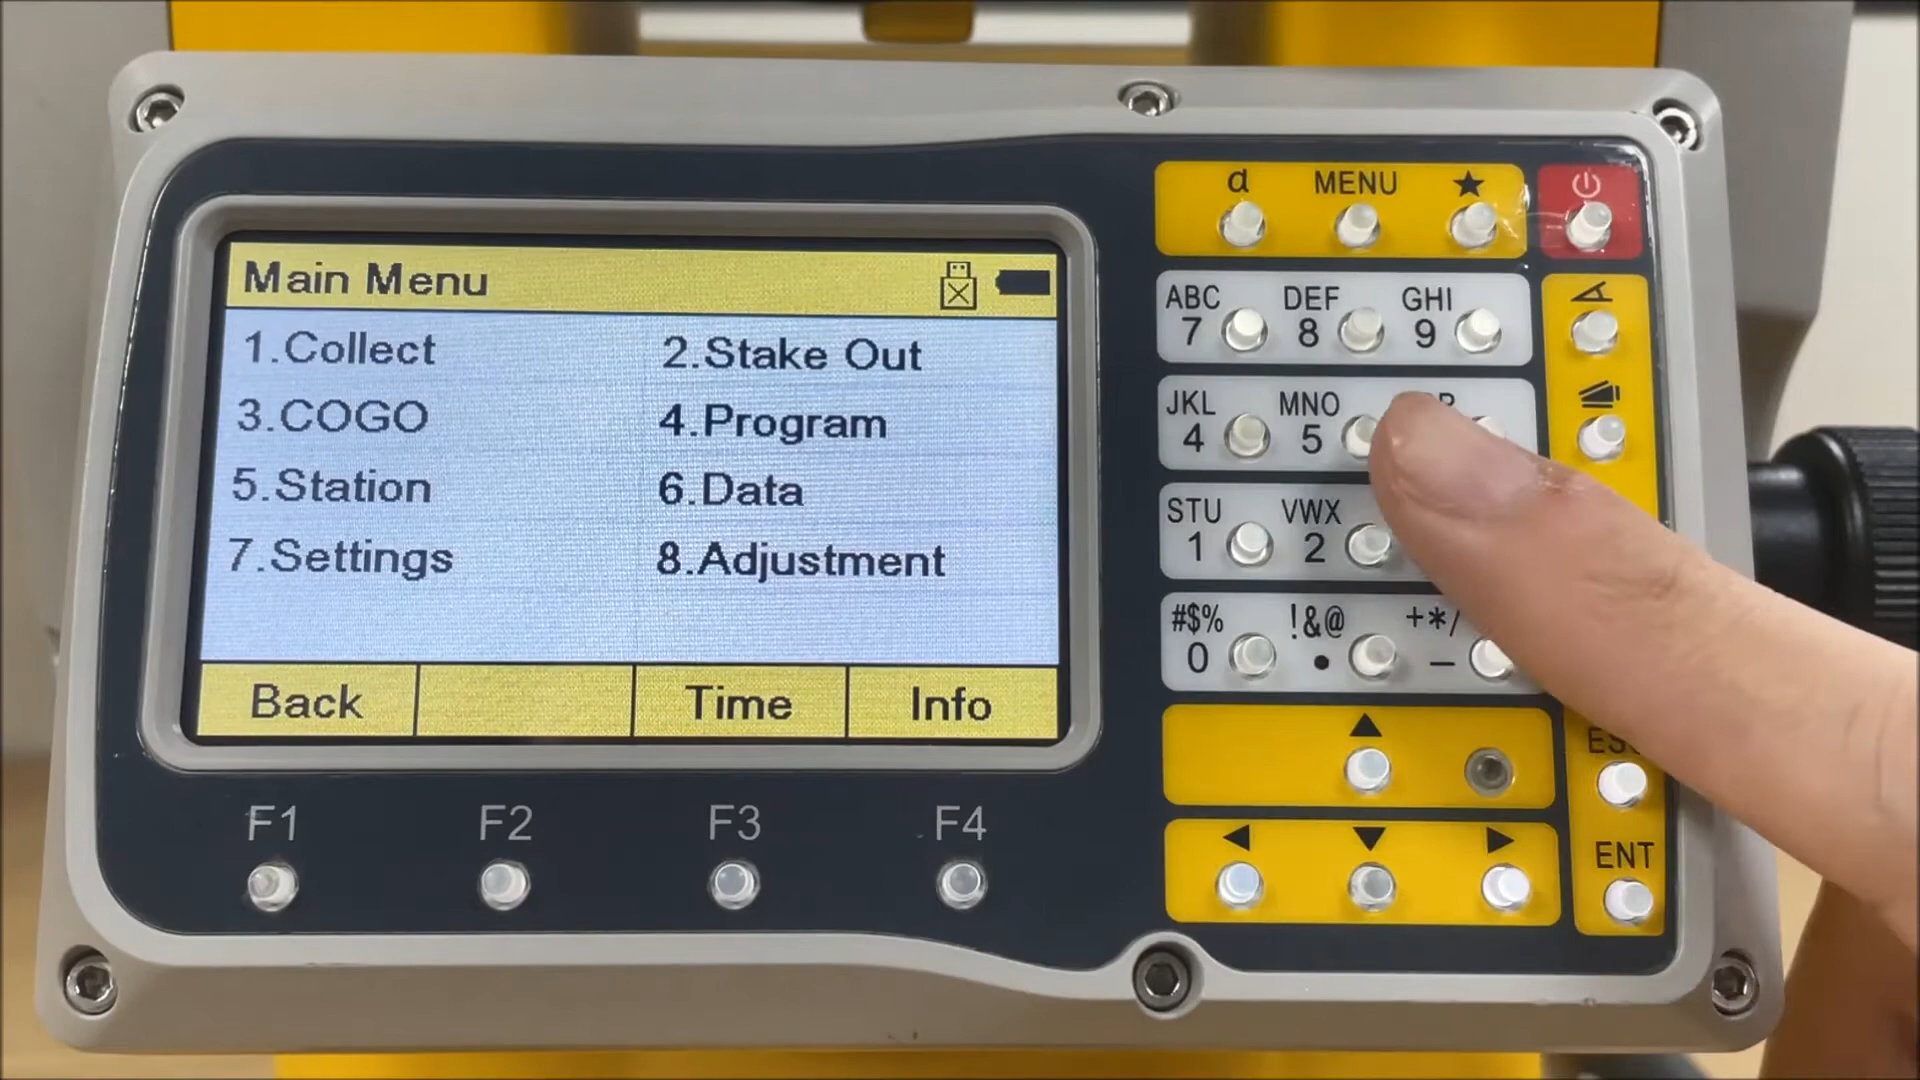 Main Menu
1.Collect 2.Stake Out
3.COGO 4.Program
5.Station 6.Data
7.Settings 8.Adjustment
Back Time Info
F1 F2 F3 F4
α MENU ★
ABC DEF GHI
7 8 9
JKL MNO
4 5
STU VWX
1 2
#$% !&@ +*/
0 • –
ENT